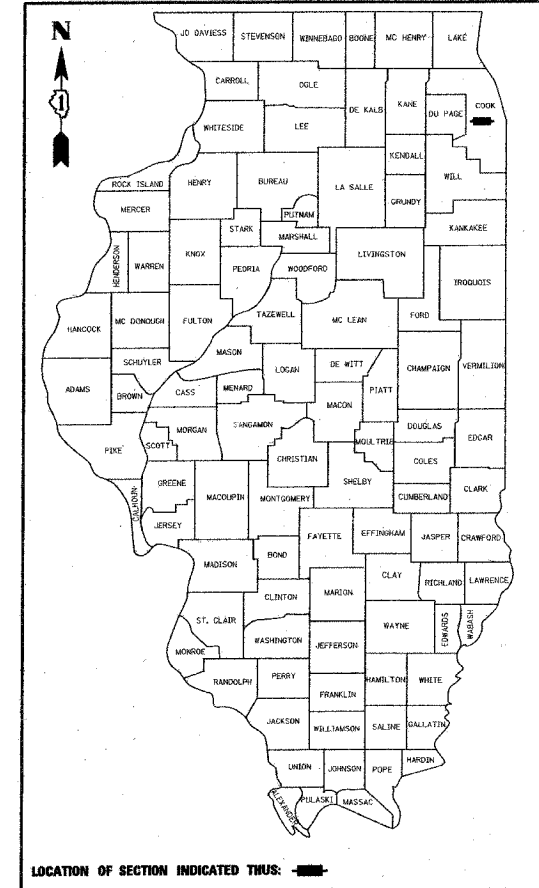 N
1
JO DAVIESS
STEVENSON
WINNEBAGO
BOONE
MC HENRY
LAKE
CARROLL
OGLE
DE KALB
KANE
COOK
DU PAGE
WHITESIDE
LEE
KENDALL
WILL
ROCK ISLAND
HENRY
BUREAU
LA SALLE
GRUNDY
MERCER
PUTNAM
STARK
MARSHALL
KANKAKEE
HENDERSON
WARREN
KNOX
PEORIA
WOODFORD
LIVINGSTON
IROQUOIS
HANCOCK
MC DONOUGH
FULTON
TAZEWELL
MC LEAN
FORD
SCHUYLER
MASON
LOGAN
DE WITT
CHAMPAIGN
VERMILION
ADAMS
BROWN
CASS
MENARD
MACON
PIATT
MORGAN
SANGAMON
DOUGLAS
PIKE
SCOTT
CHRISTIAN
MOULTRIE
COLES
EDGAR
CALHOUN
GREENE
MACOUPIN
MONTGOMERY
SHELBY
CUMBERLAND
CLARK
JERSEY
FAYETTE
EFFINGHAM
JASPER
CRAWFORD
MADISON
BOND
CLAY
RICHLAND
LAWRENCE
CLINTON
MARION
ST. CLAIR
WAYNE
EDWARDS
WABASH
WASHINGTON
JEFFERSON
MONROE
RANDOLPH
PERRY
HAMILTON
WHITE
FRANKLIN
JACKSON
WILLIAMSON
SALINE
GALLATIN
UNION
JOHNSON
POPE
HARDIN
ALEXANDER
PULASKI
MASSAC
LOCATION OF SECTION INDICATED THUS: